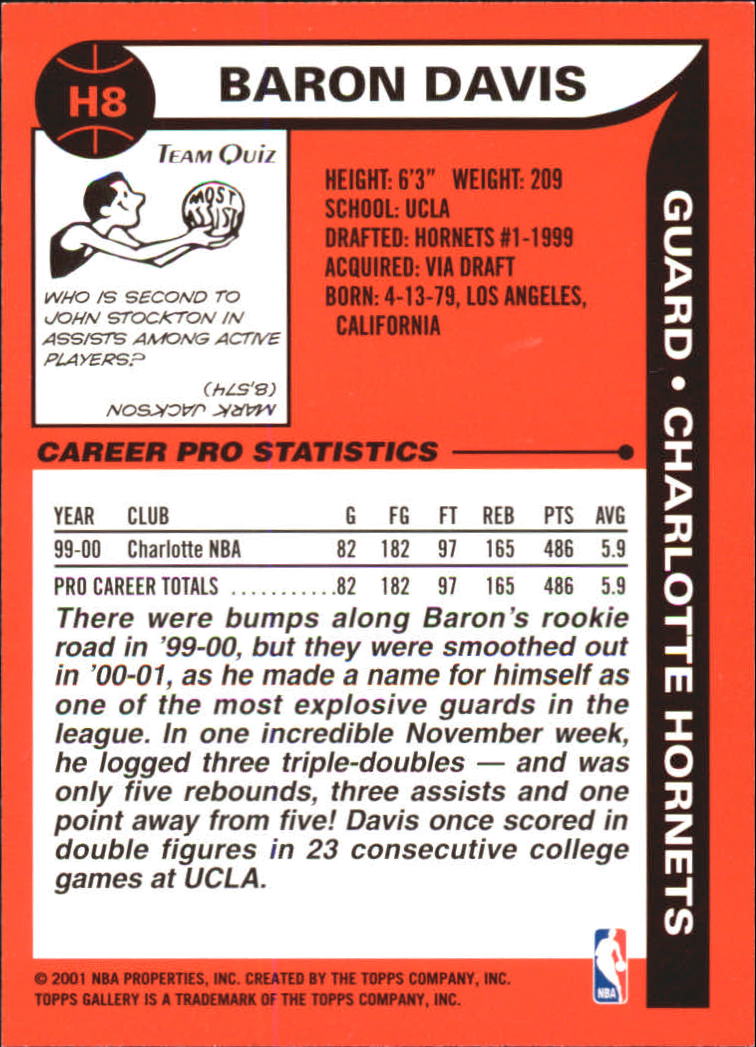 H8
BARON DAVIS
TEAM QUIZ
MOST
ASSIST
WHO IS SECOND TO
JOHN STOCKTON IN
ASSISTS AMONG ACTIVE
PLAYERS?
MARK JACKSON
(8,574)
HEIGHT: 6'3" WEIGHT: 209
SCHOOL: UCLA
DRAFTED: HORNETS #1-1999
ACQUIRED: VIA DRAFT
BORN: 4-13-79, LOS ANGELES,
CALIFORNIA
GUARD • CHARLOTTE HORNETS
CAREER PRO STATISTICS
YEAR CLUB G FG FT REB PTS AVG
99-00 Charlotte NBA 82 182 97 165 486 5.9
PRO CAREER TOTALS ...........82 182 97 165 486 5.9
There were bumps along Baron's rookie
road in '99-00, but they were smoothed out
in '00-01, as he made a name for himself as
one of the most explosive guards in the
league. In one incredible November week,
he logged three triple-doubles — and was
only five rebounds, three assists and one
point away from five! Davis once scored in
double figures in 23 consecutive college
games at UCLA.
NBA
© 2001 NBA PROPERTIES, INC. CREATED BY THE TOPPS COMPANY, INC.
TOPPS GALLERY IS A TRADEMARK OF THE TOPPS COMPANY, INC.